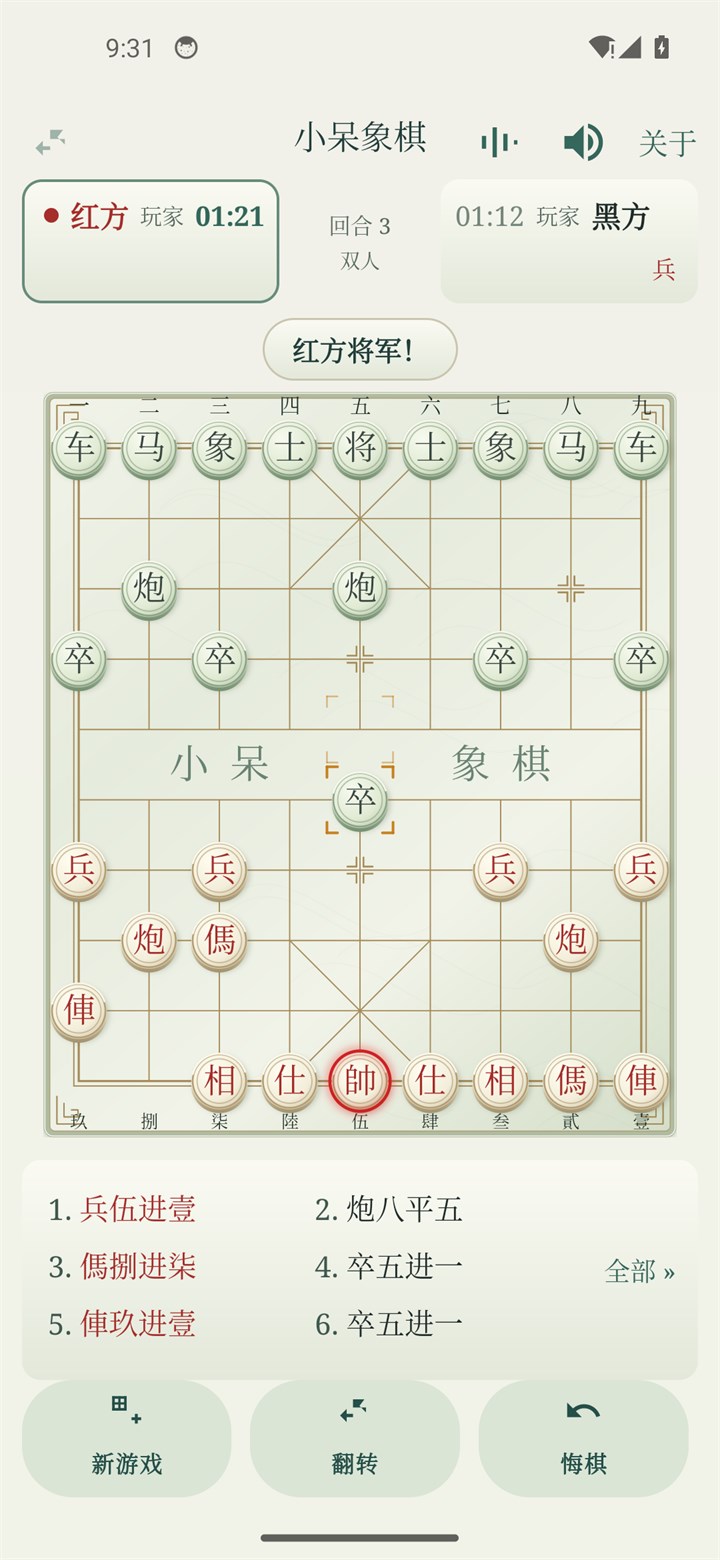 9:31
小呆象棋 关于
红方 玩家 01:21
回合 3
双人
01:12 玩家 黑方
兵
红方将军!
一 二 三 四 五 六 七 八 九
车 马 象 士 将 士 象 马 车
炮 炮
卒 卒 卒 卒
小呆 象棋
卒
兵 兵 兵 兵
炮 傌 炮
俥
相 仕 帥 仕 相 傌 俥
玖 捌 柒 陸 伍 肆 叁 貳 壹
1. 兵伍进壹 2. 炮八平五
3. 傌捌进柒 4. 卒五进一
全部 »
5. 俥玖进壹 6. 卒五进一
新游戏 翻转 悔棋